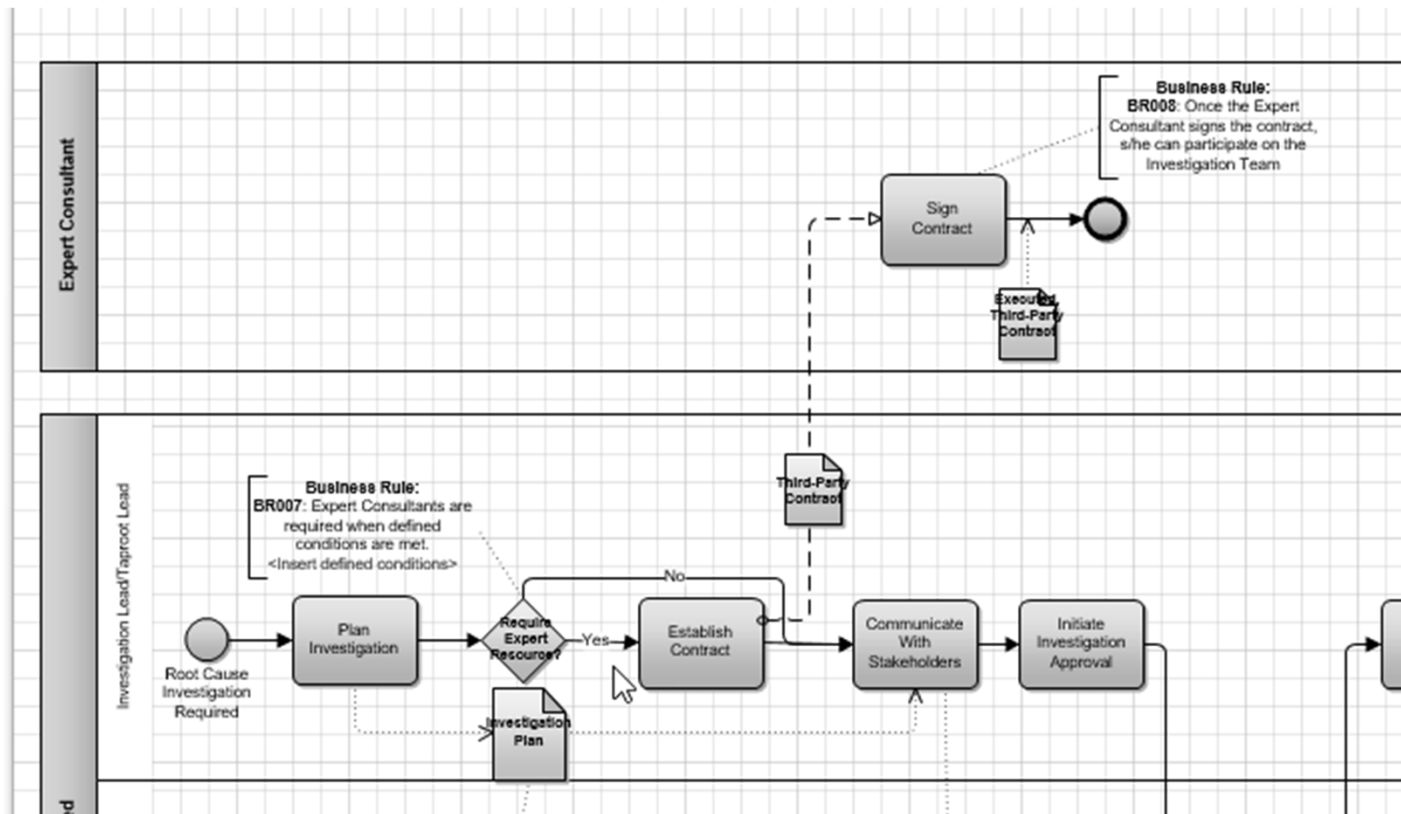 Expert Consultant
Business Rule:
BR008: Once the Expert
Consultant signs the contract,
s/he can participate on the
Investigation Team
Sign
Contract
Executed
Third-Party
Contract
Third-Party
Contract
Investigation Lead/Taproot Lead
Business Rule:
BR007: Expert Consultants are
required when defined
conditions are met.
<Insert defined conditions>
No
Root Cause
Investigation
Required
Plan
Investigation
Require
Expert
Resource?
Yes
Establish
Contract
Communicate
With
Stakeholders
Initiate
Investigation
Approval
Investigation
Plan
ed